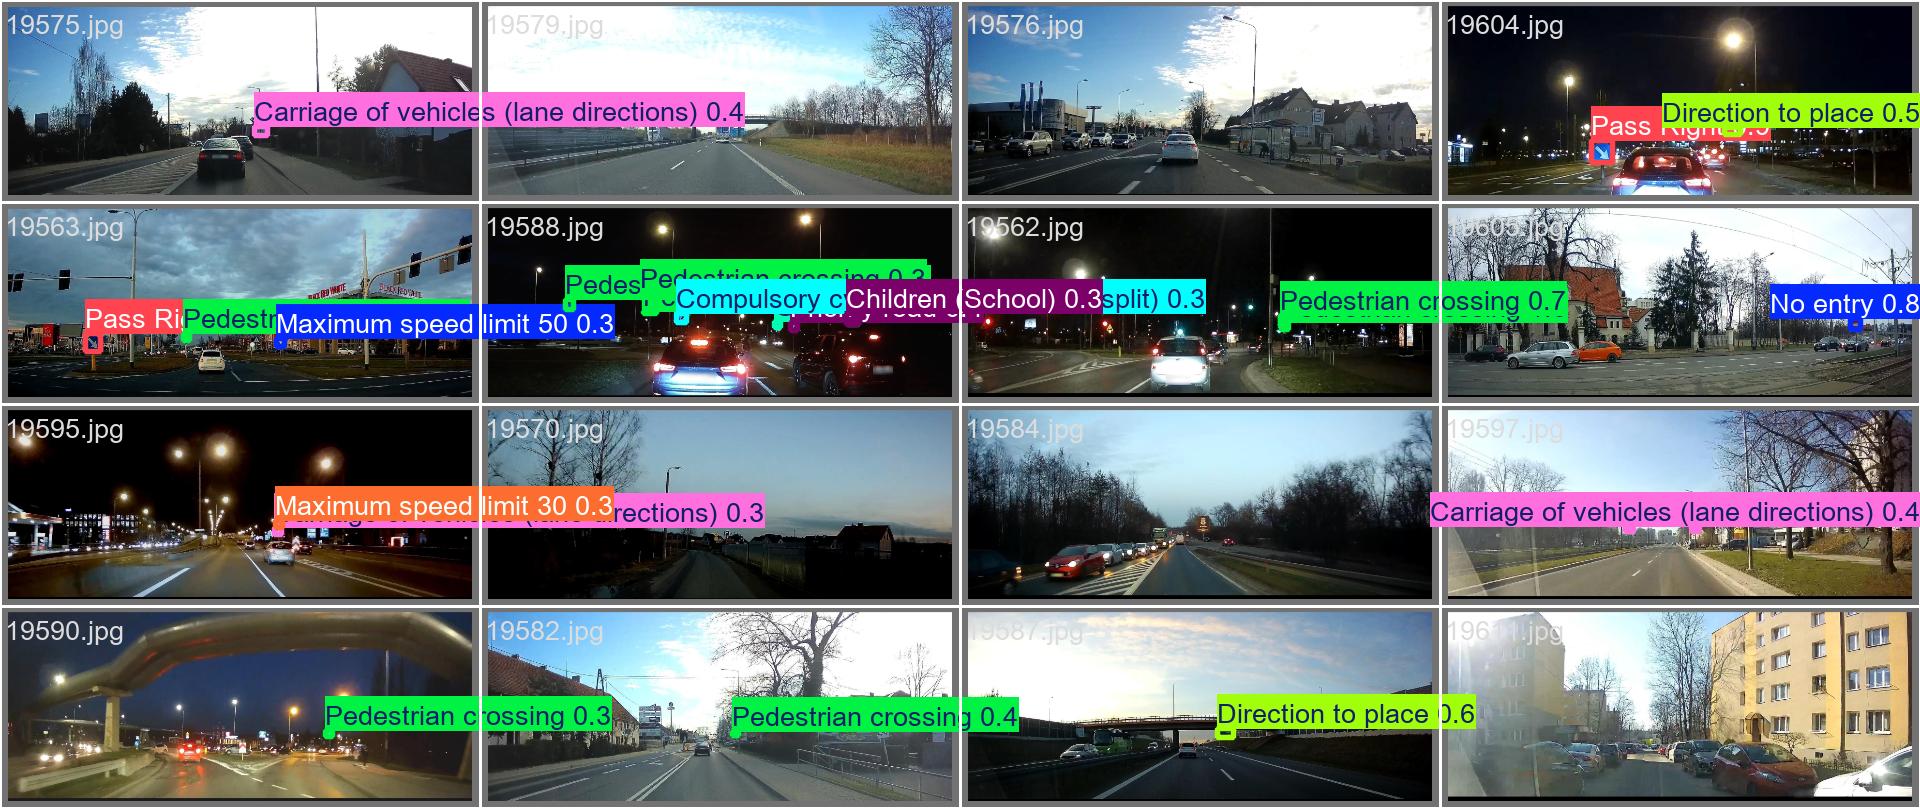 19575.jpg
Carriage of vehicles (lane directions) 0.4
19579.jpg
19576.jpg
19604.jpg
Direction to place 0.5
Pass Right
19563.jpg
Pass Ri
Pedestr
Maximum speed limit 50 0.3
19588.jpg
Pedes
Pedestrian crossing 0.3
Compulsory c
Children (School) 0.3
split) 0.3
19562.jpg
Pedestrian crossing 0.7
19605.jpg
No entry 0.8
19595.jpg
Maximum speed limit 30 0.3
rections) 0.3
19570.jpg
19584.jpg
19597.jpg
Carriage of vehicles (lane directions) 0.4
19590.jpg
Pedestrian crossing 0.3
19582.jpg
Pedestrian crossing 0.4
19587.jpg
Direction to place 0.6
19611.jpg